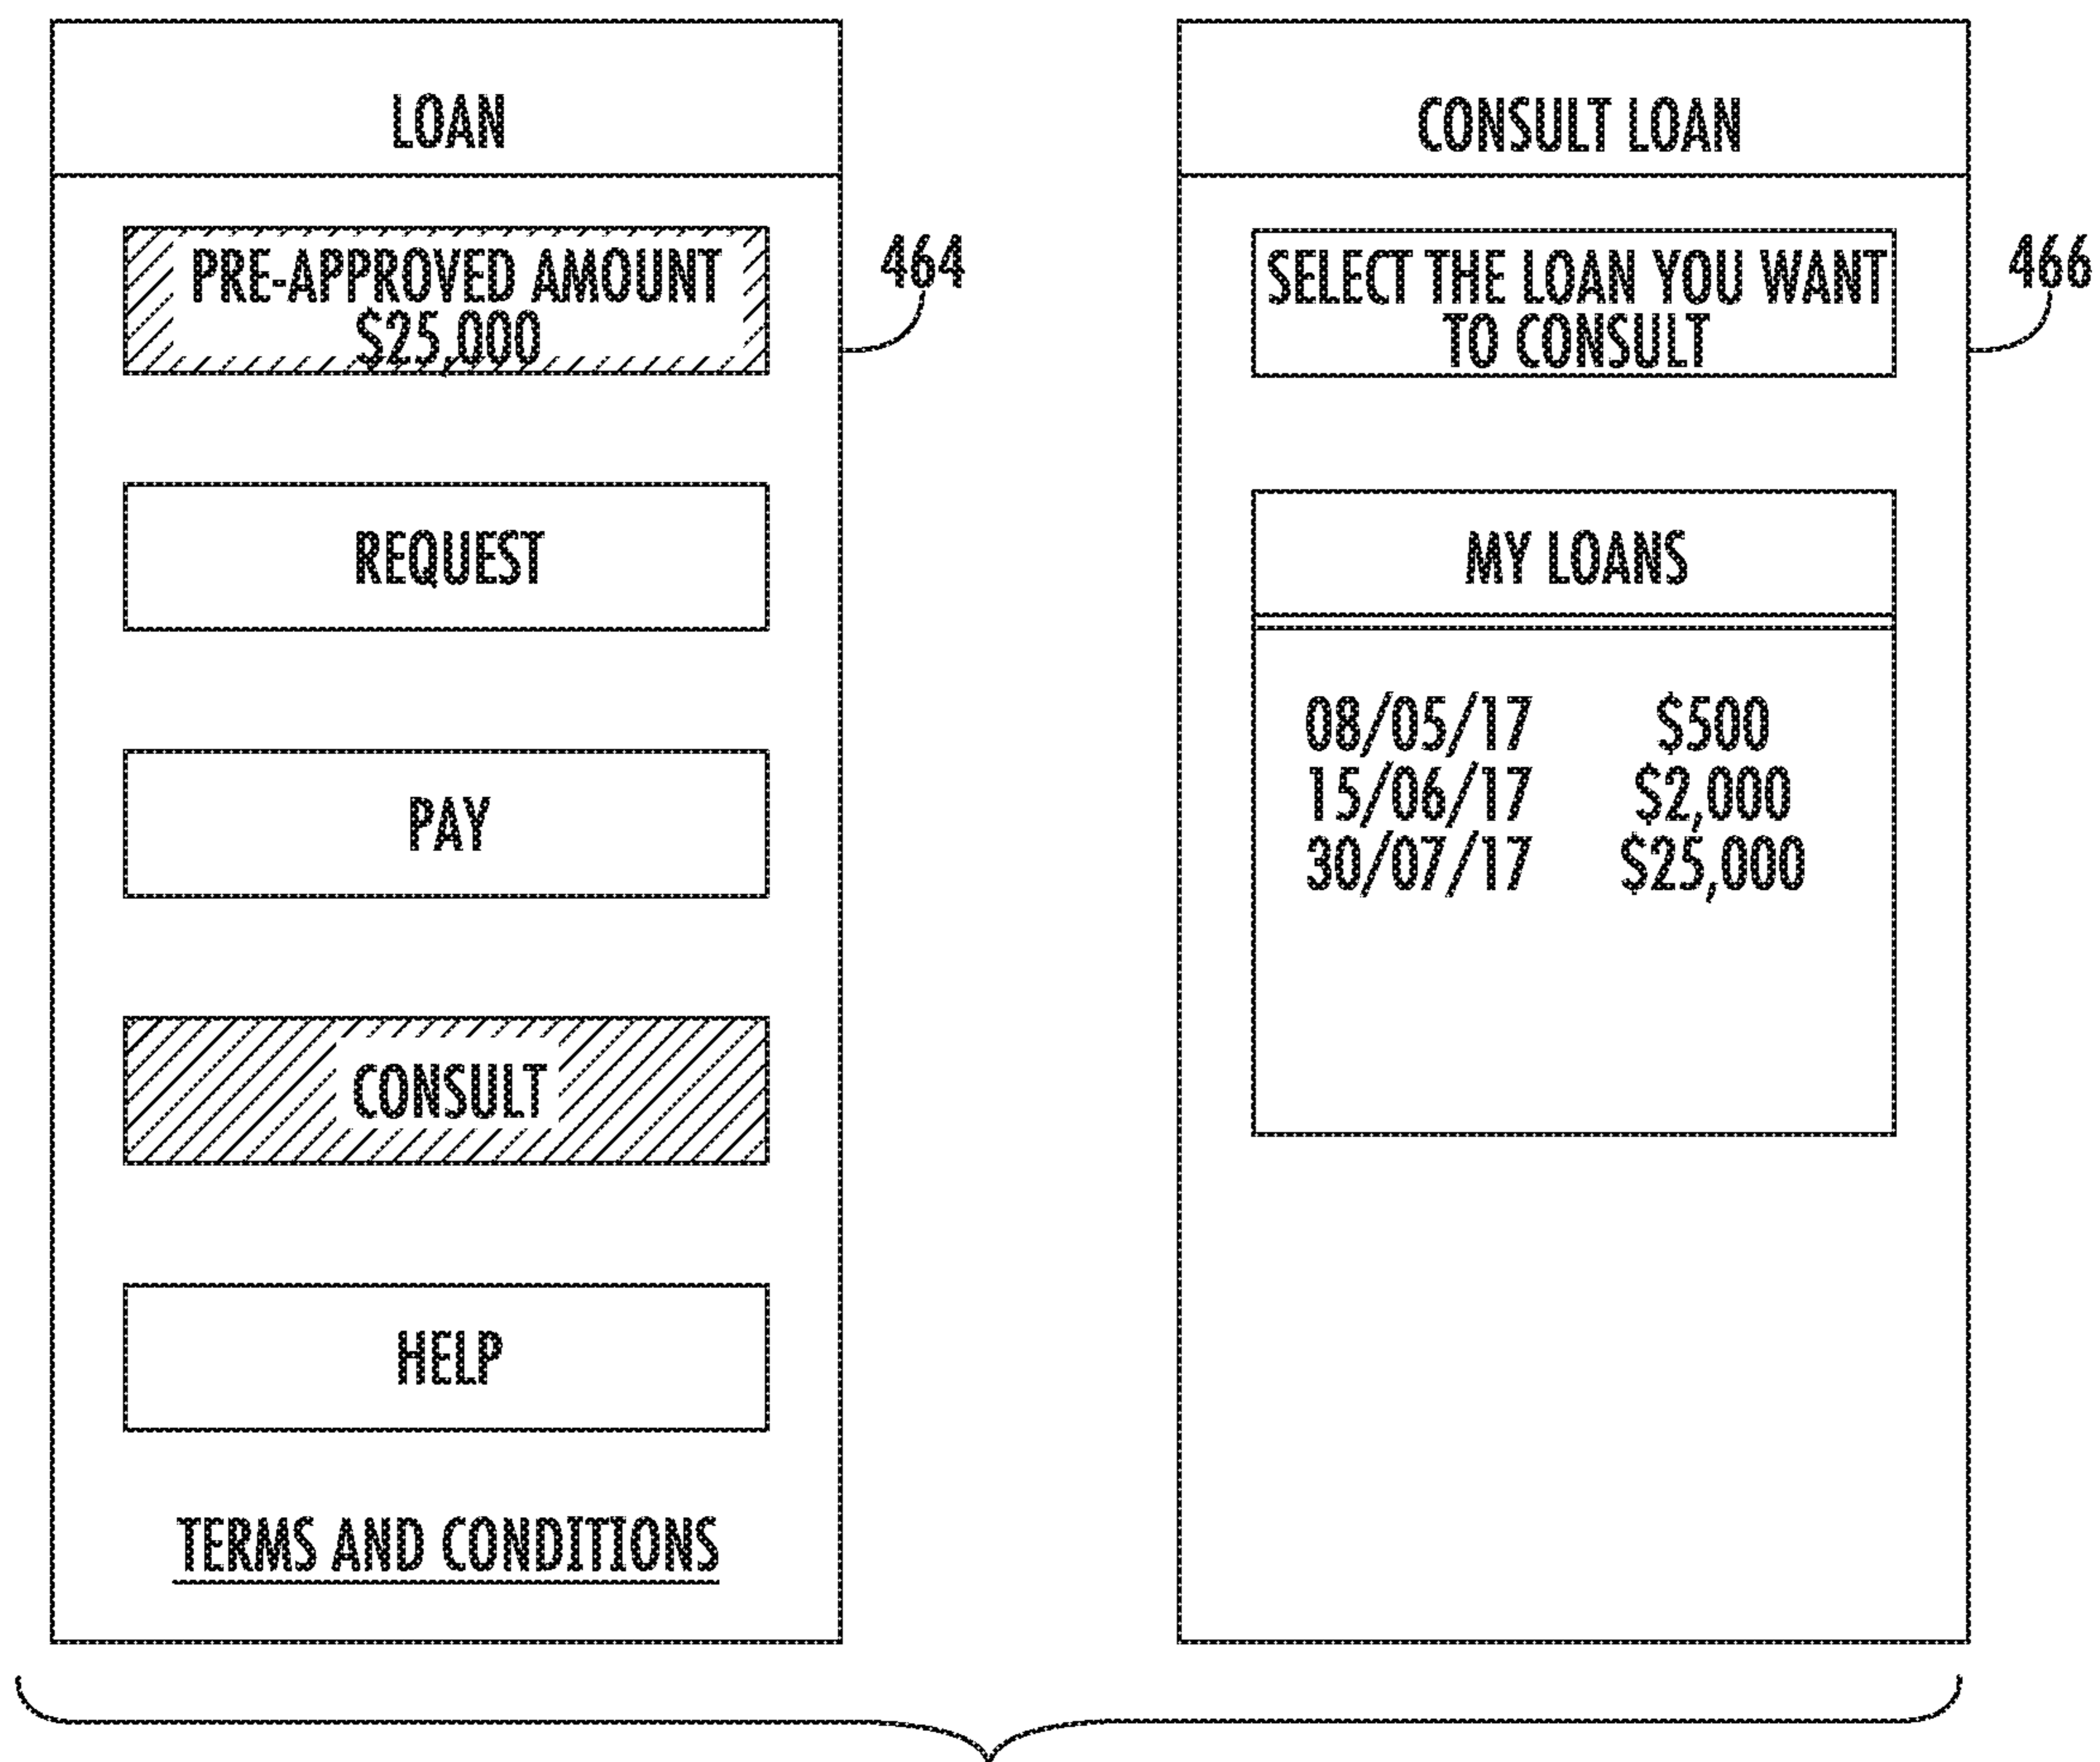 LOAN
PRE-APPROVED AMOUNT
$25,000
464
REQUEST
PAY
CONSULT
HELP
TERMS AND CONDITIONS
CONSULT LOAN
SELECT THE LOAN YOU WANT
TO CONSULT
466
MY LOANS
08/05/17 $500
15/06/17 $2,000
30/07/17 $25,000